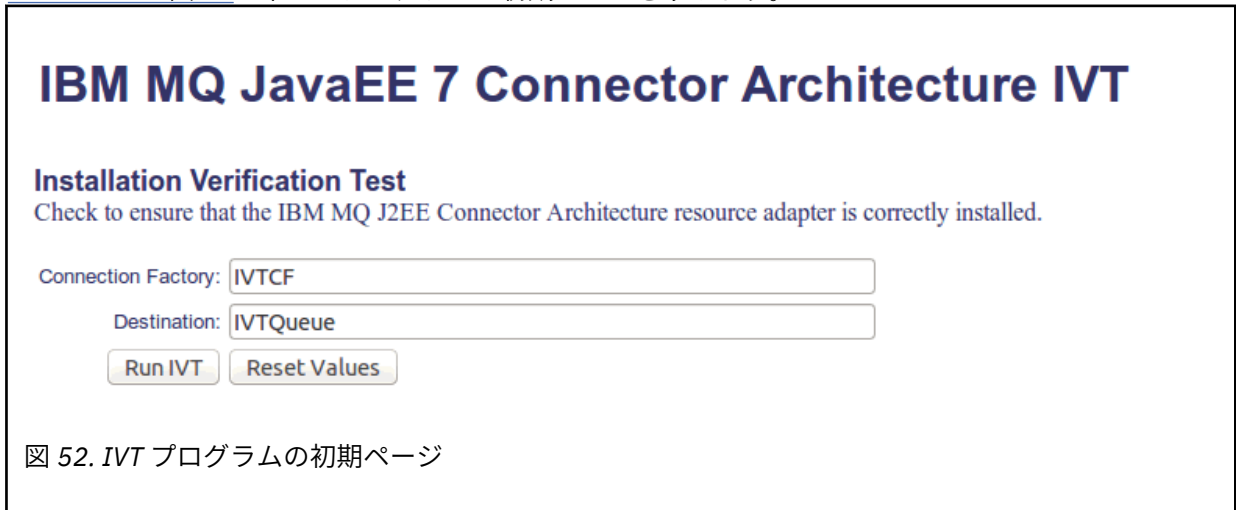 IBM MQ JavaEE 7 Connector Architecture IVT
Installation Verification Test
Check to ensure that the IBM MQ J2EE Connector Architecture resource adapter is correctly installed.
Connection Factory: IVTCF
Destination: IVTQueue
Run IVT Reset Values
図 52. IVT プログラムの初期ページ